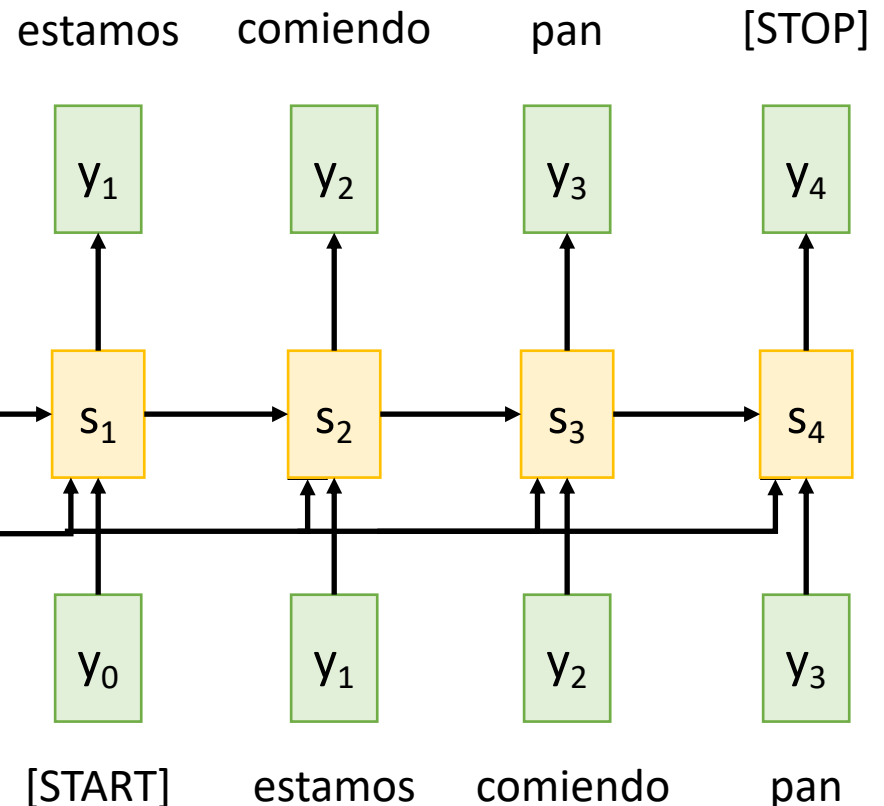 estamos comiendo pan [STOP]
y₁ y₂ y₃ y₄
s₁ s₂ s₃ s₄
y₀ y₁ y₂ y₃
[START] estamos comiendo pan